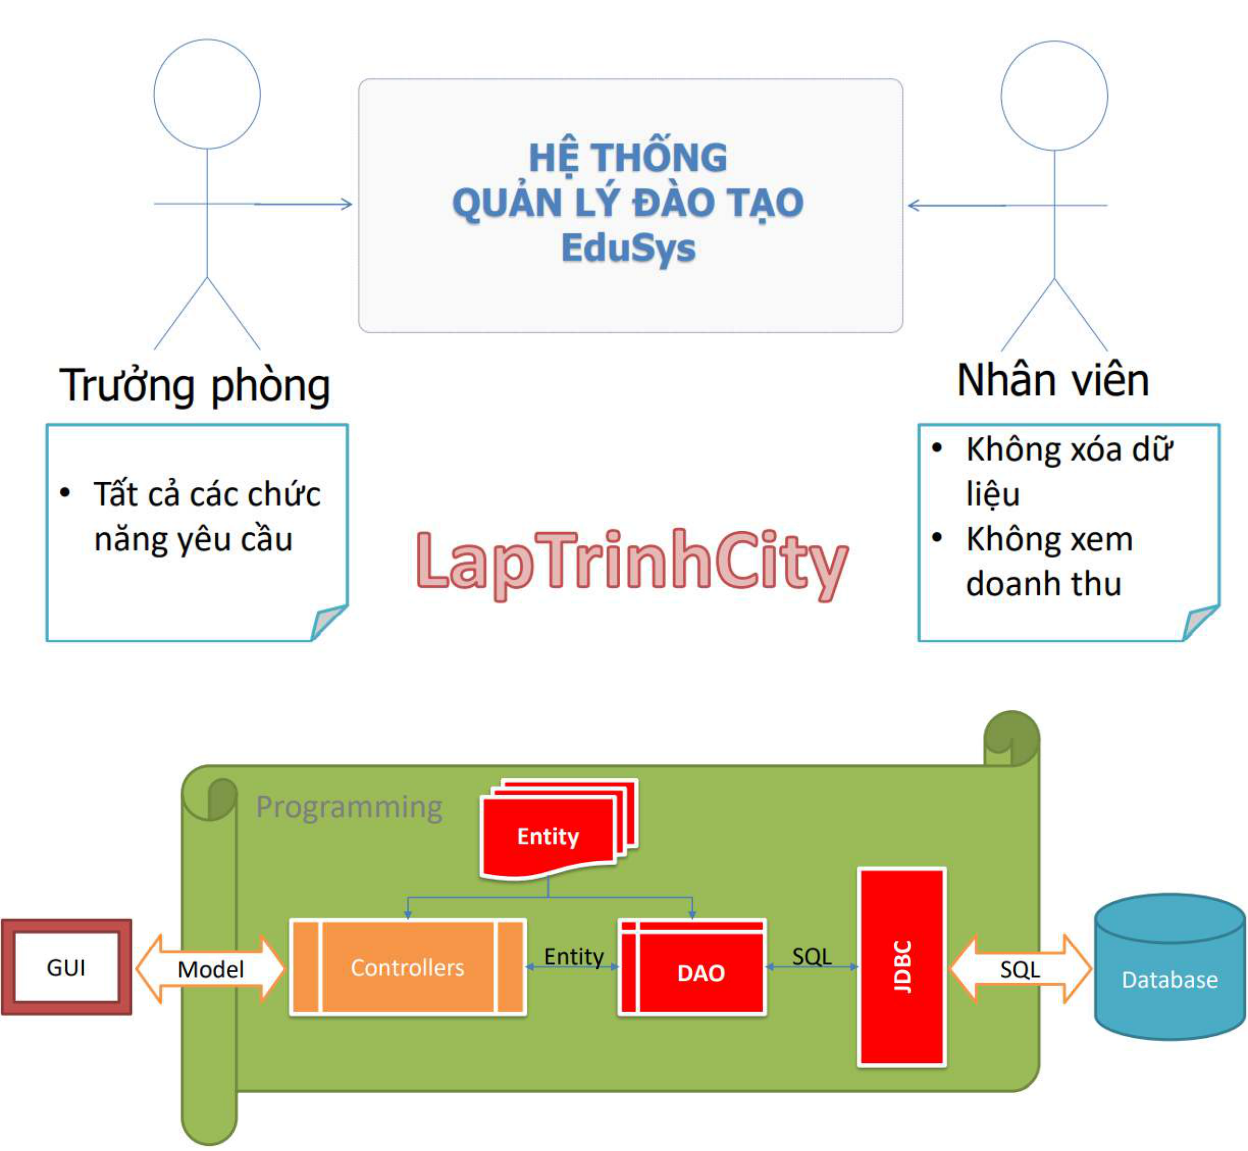 HỆ THỐNG
QUẢN LÝ ĐÀO TẠO
EduSys
Trưởng phòng
Nhân viên
• Tất cả các chức
năng yêu cầu
• Không xóa dữ
liệu
• Không xem
doanh thu
LapTrinhCity
Programming
Entity
GUI
Model
Controllers
Entity
DAO
SQL
JDBC
SQL
Database